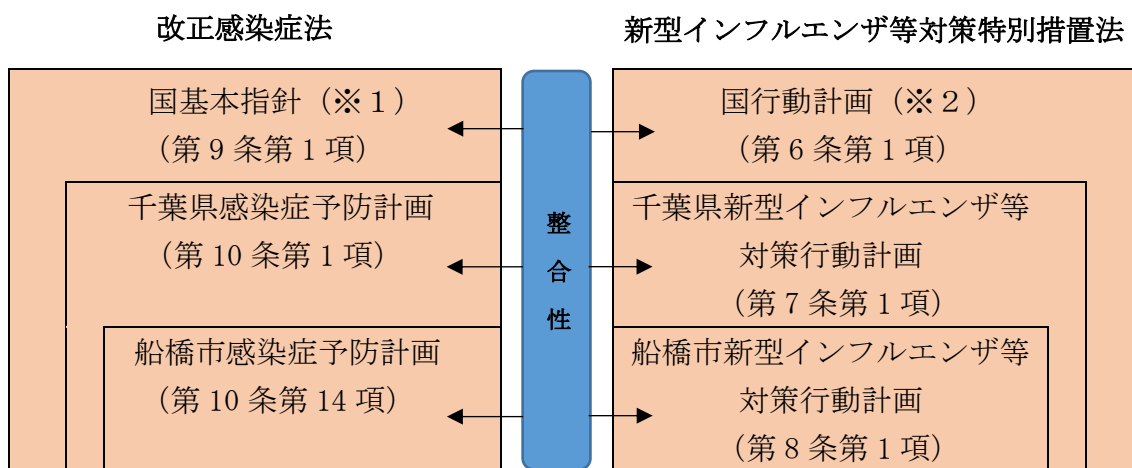 改正感染症法
国基本指針（※１）
（第９条第１項）
千葉県感染症予防計画
（第 10 条第１項）
船橋市感染症予防計画
（第 10 条第 14 項）
整
合
性
新型インフルエンザ等対策特別措置法
国行動計画（※２）
（第６条第１項）
千葉県新型インフルエンザ等
対策行動計画
（第７条第１項）
船橋市新型インフルエンザ等
対策行動計画
（第８条第１項）